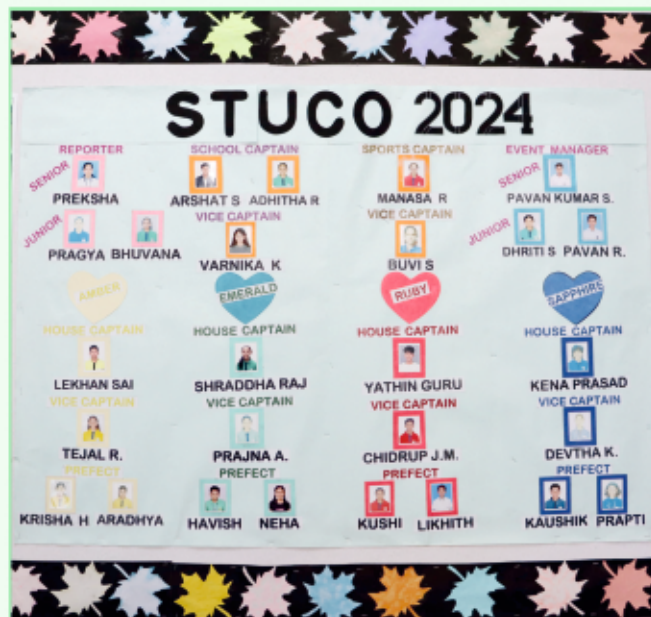 STUCO 2024
REPORTER SCHOOL CAPTAIN SPORTS CAPTAIN EVENT MANAGER
SENIOR SENIOR
PREKSHA ARSHAT S ADHITHA R MANASA R PAVAN KUMAR S.
JUNIOR VICE CAPTAIN VICE CAPTAIN JUNIOR
PRAGYA BHUVANA VARNIKA K BUVI S DHRITI S PAVAN R.
AMBER EMERALD RUBY SAPPHIRE
HOUSE CAPTAIN HOUSE CAPTAIN HOUSE CAPTAIN HOUSE CAPTAIN
LEKHAN SAI SHRADDHA RAJ YATHIN GURU KENA PRASAD
VICE CAPTAIN VICE CAPTAIN VICE CAPTAIN VICE CAPTAIN
TEJAL R. PRAJNA A. CHIDRUP J.M. DEVTHA K.
PREFECT PREFECT PREFECT PREFECT
KRISHA H ARADHYA HAVISH NEHA KUSHI LIKHITH KAUSHIK PRAPTI